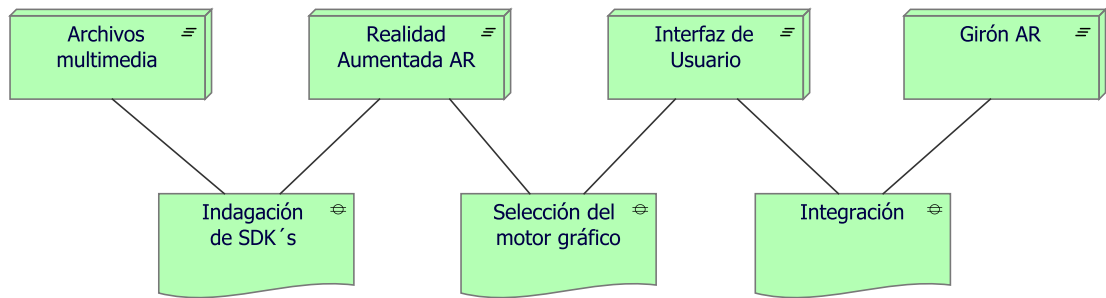 Archivos
multimedia
Realidad
Aumentada AR
Interfaz de
Usuario
Girón AR
Indagación
de SDK´s
Selección del
motor gráfico
Integración